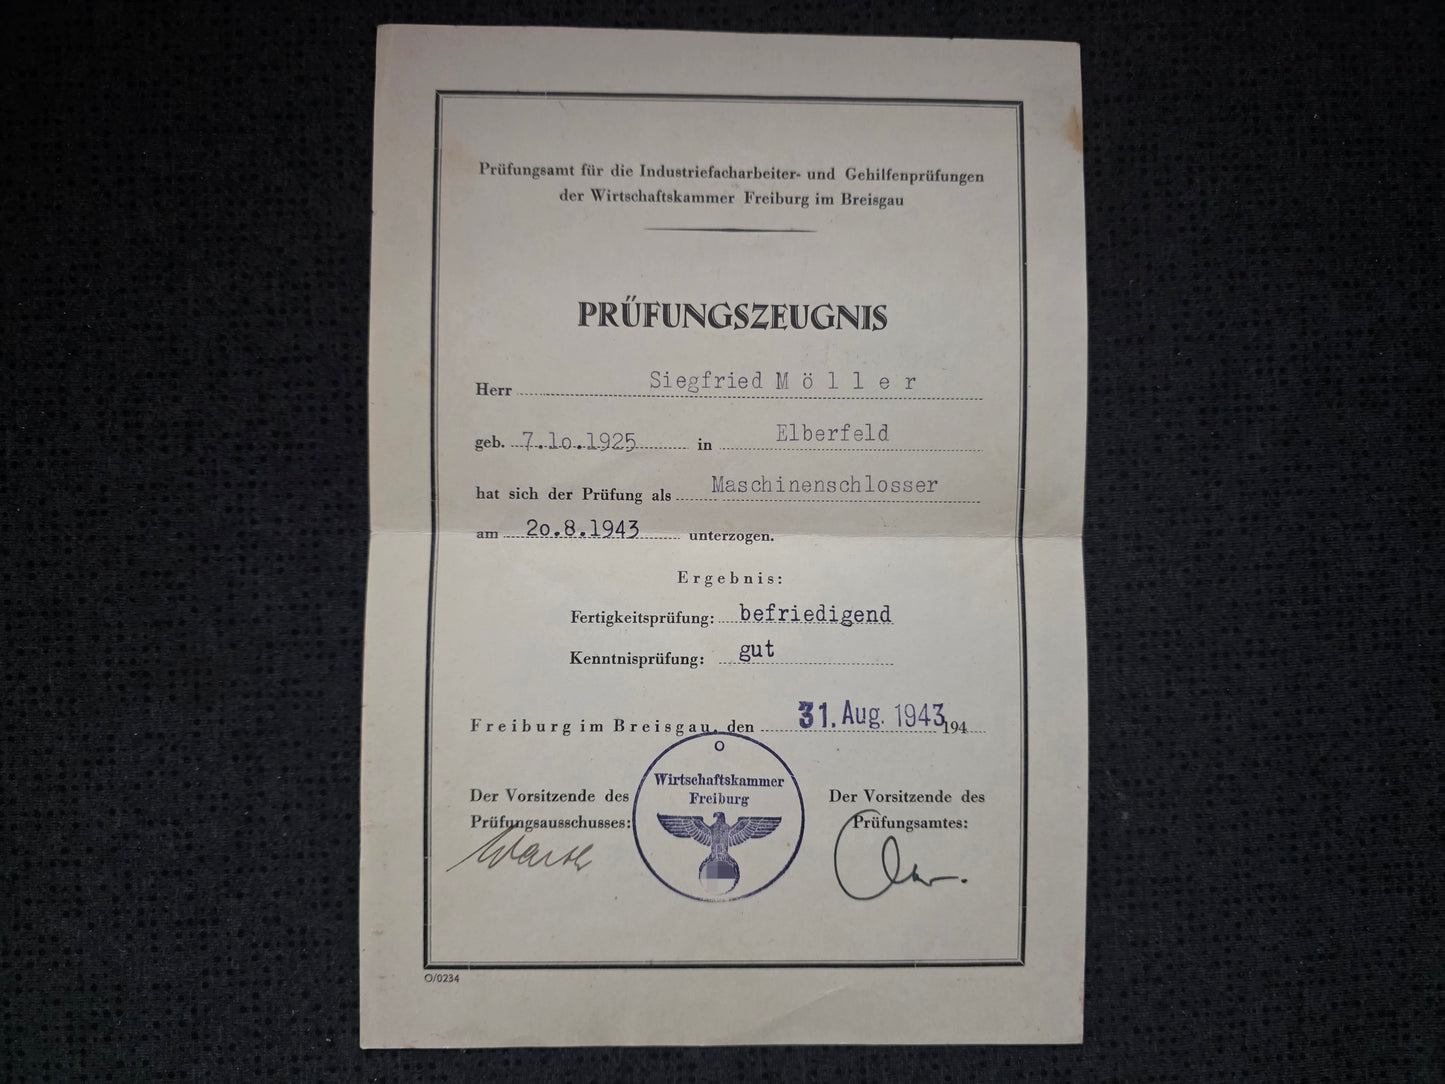 Prüfungsamt für die Industriefacharbeiter- und Gehilfenprüfungen
der Wirtschaftskammer Freiburg im Breisgau
PRÜFUNGSZEUGNIS
Herr Siegfried Möller
geb. 7.1o.1925 in Elberfeld
hat sich der Prüfung als Maschinenschlosser
am 2o.8.1943 unterzogen.
Ergebnis:
Fertigkeitsprüfung: befriedigend
Kenntnisprüfung: gut
Freiburg im Breisgau, den 31. Aug. 1943 194
O
Wirtschaftskammer
Freiburg
Der Vorsitzende des
Prüfungsausschusses:
Der Vorsitzende des
Prüfungsamtes:
O/0234